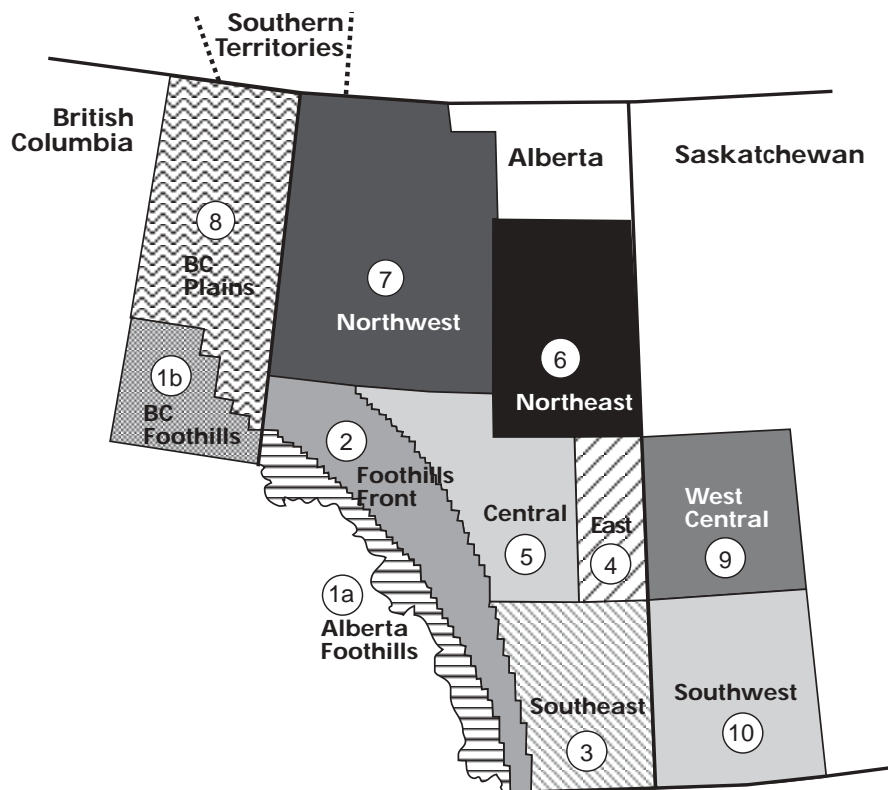 Southern
Territories
British
Columbia
Alberta
Saskatchewan
8
BC
Plains
7
Northwest
6
Northeast
1b
BC
Foothills
2
Foothills
Front
Central
5
East
4
West
Central
9
1a
Alberta
Foothills
Southeast
3
Southwest
10